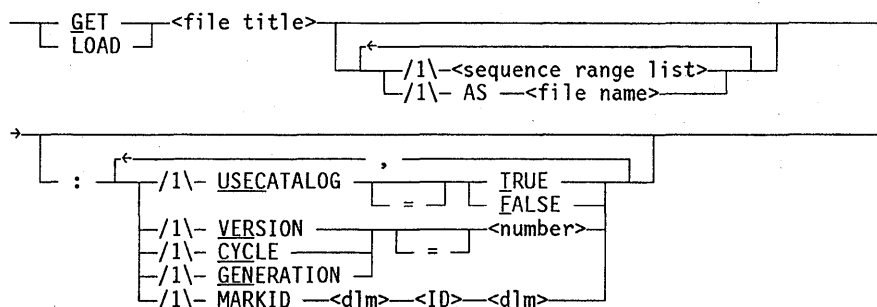 GET <file title>
LOAD
/1\-<sequence range list>
/1\- AS —<file name>
: ,
/1\- USECATALOG = TRUE
FALSE
/1\- VERSION = <number>
/1\- CYCLE
/1\- GENERATION
/1\- MARKID —<dlm>—<ID>—<dlm>